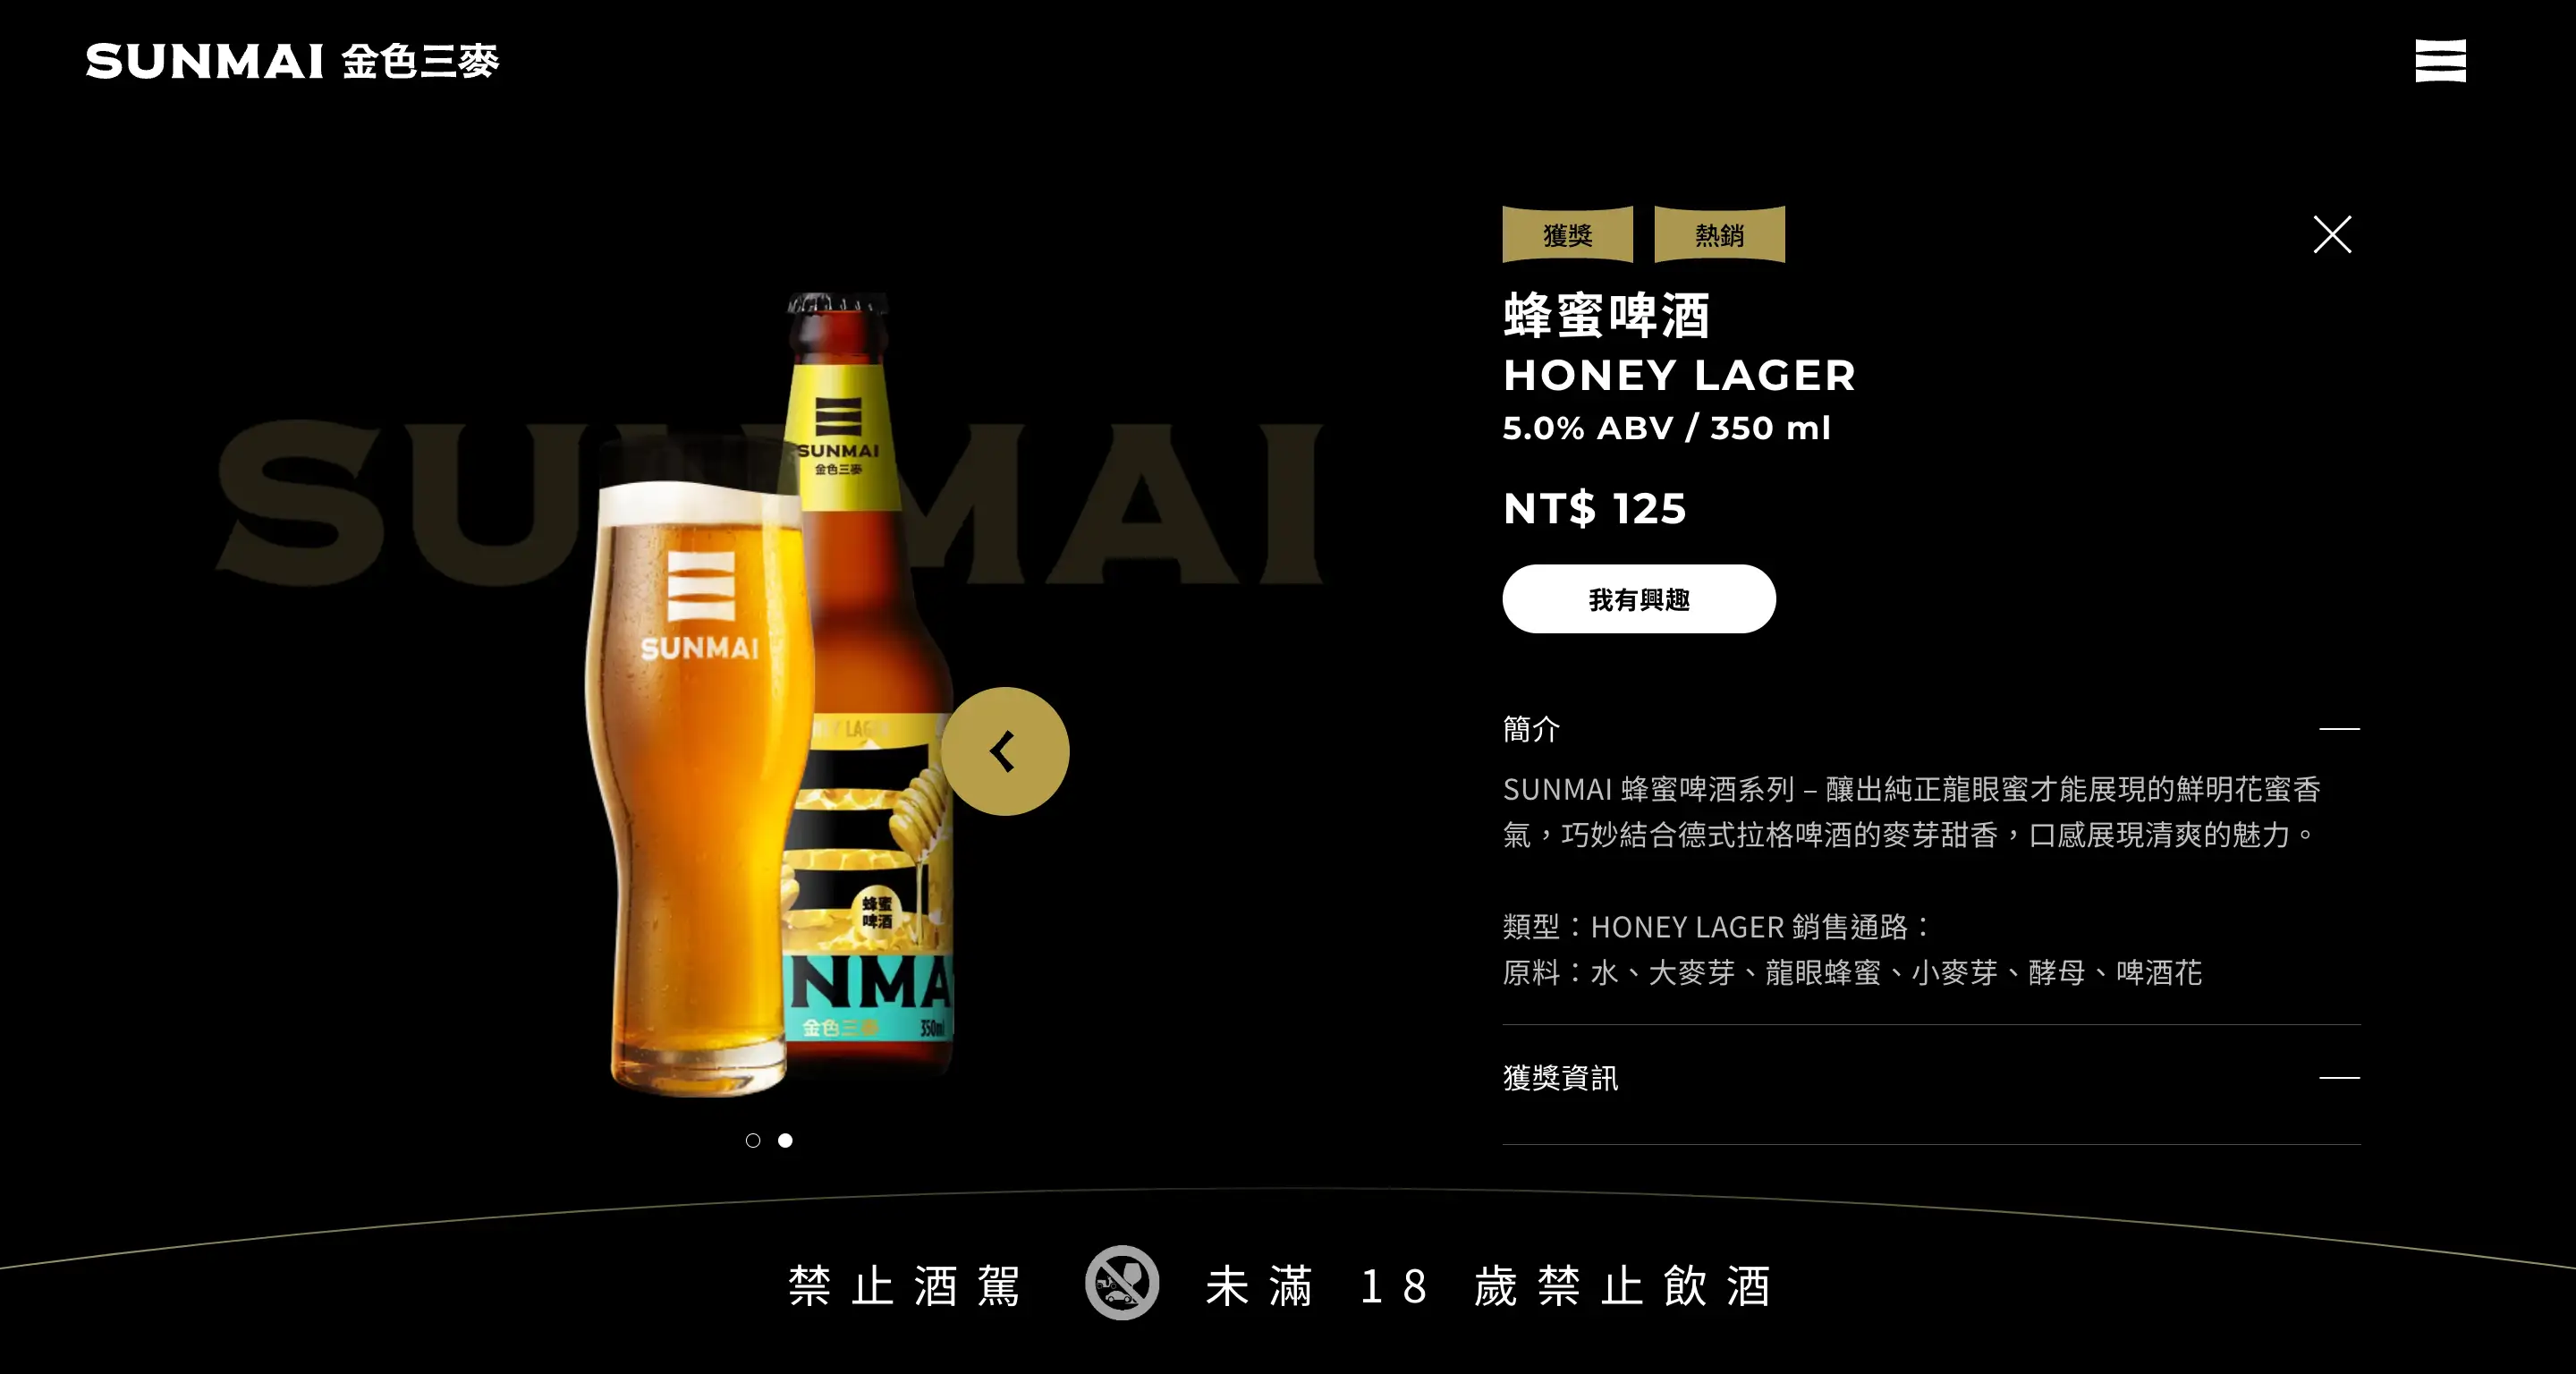 SUNMAI 金色三麥
SUNMAI
SUNMAI
金色三麥
SUNMAI
蜂蜜
啤酒
NMA
金色三麥
350ml
獲獎
熱銷
蜂蜜啤酒
HONEY LAGER
5.0% ABV / 350 ml
NT$ 125
我有興趣
簡介
SUNMAI 蜂蜜啤酒系列 – 釀出純正龍眼蜜才能展現的鮮明花蜜香
氣，巧妙結合德式拉格啤酒的麥芽甜香，口感展現清爽的魅力。
類型：HONEY LAGER 銷售通路：
原料：水、大麥芽、龍眼蜂蜜、小麥芽、酵母、啤酒花
獲獎資訊
禁止酒駕
未滿 18 歲禁止飲酒